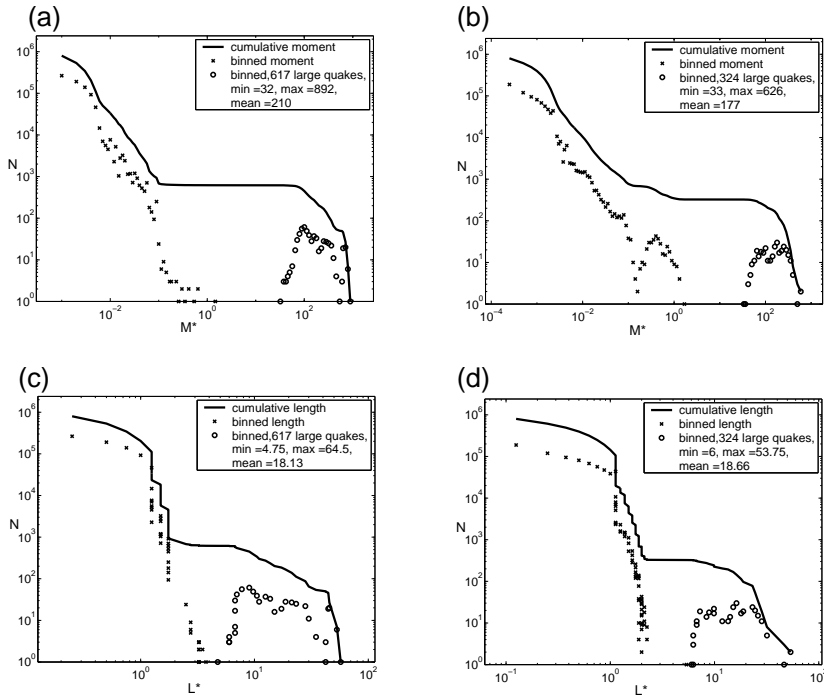 (a)
cumulative moment
binned moment
binned,617 large quakes,
min =32, max =892,
mean =210
N
10^6
10^5
10^4
10^3
10^2
10^1
10^0
10^−2
10^0
10^2
M*
(b)
cumulative moment
binned moment
binned,324 large quakes,
min =33, max =626,
mean =177
N
10^6
10^5
10^4
10^3
10^2
10^1
10^0
10^−4
10^−2
10^0
10^2
M*
(c)
cumulative length
binned length
binned,617 large quakes,
min =4.75, max =64.5,
mean =18.13
N
10^6
10^5
10^4
10^3
10^2
10^1
10^0
10^0
10^1
10^2
L*
(d)
cumulative length
binned length
binned,324 large quakes,
min =6, max =53.75,
mean =18.66
N
10^6
10^5
10^4
10^3
10^2
10^1
10^0
10^−1
10^0
10^1
10^2
L*